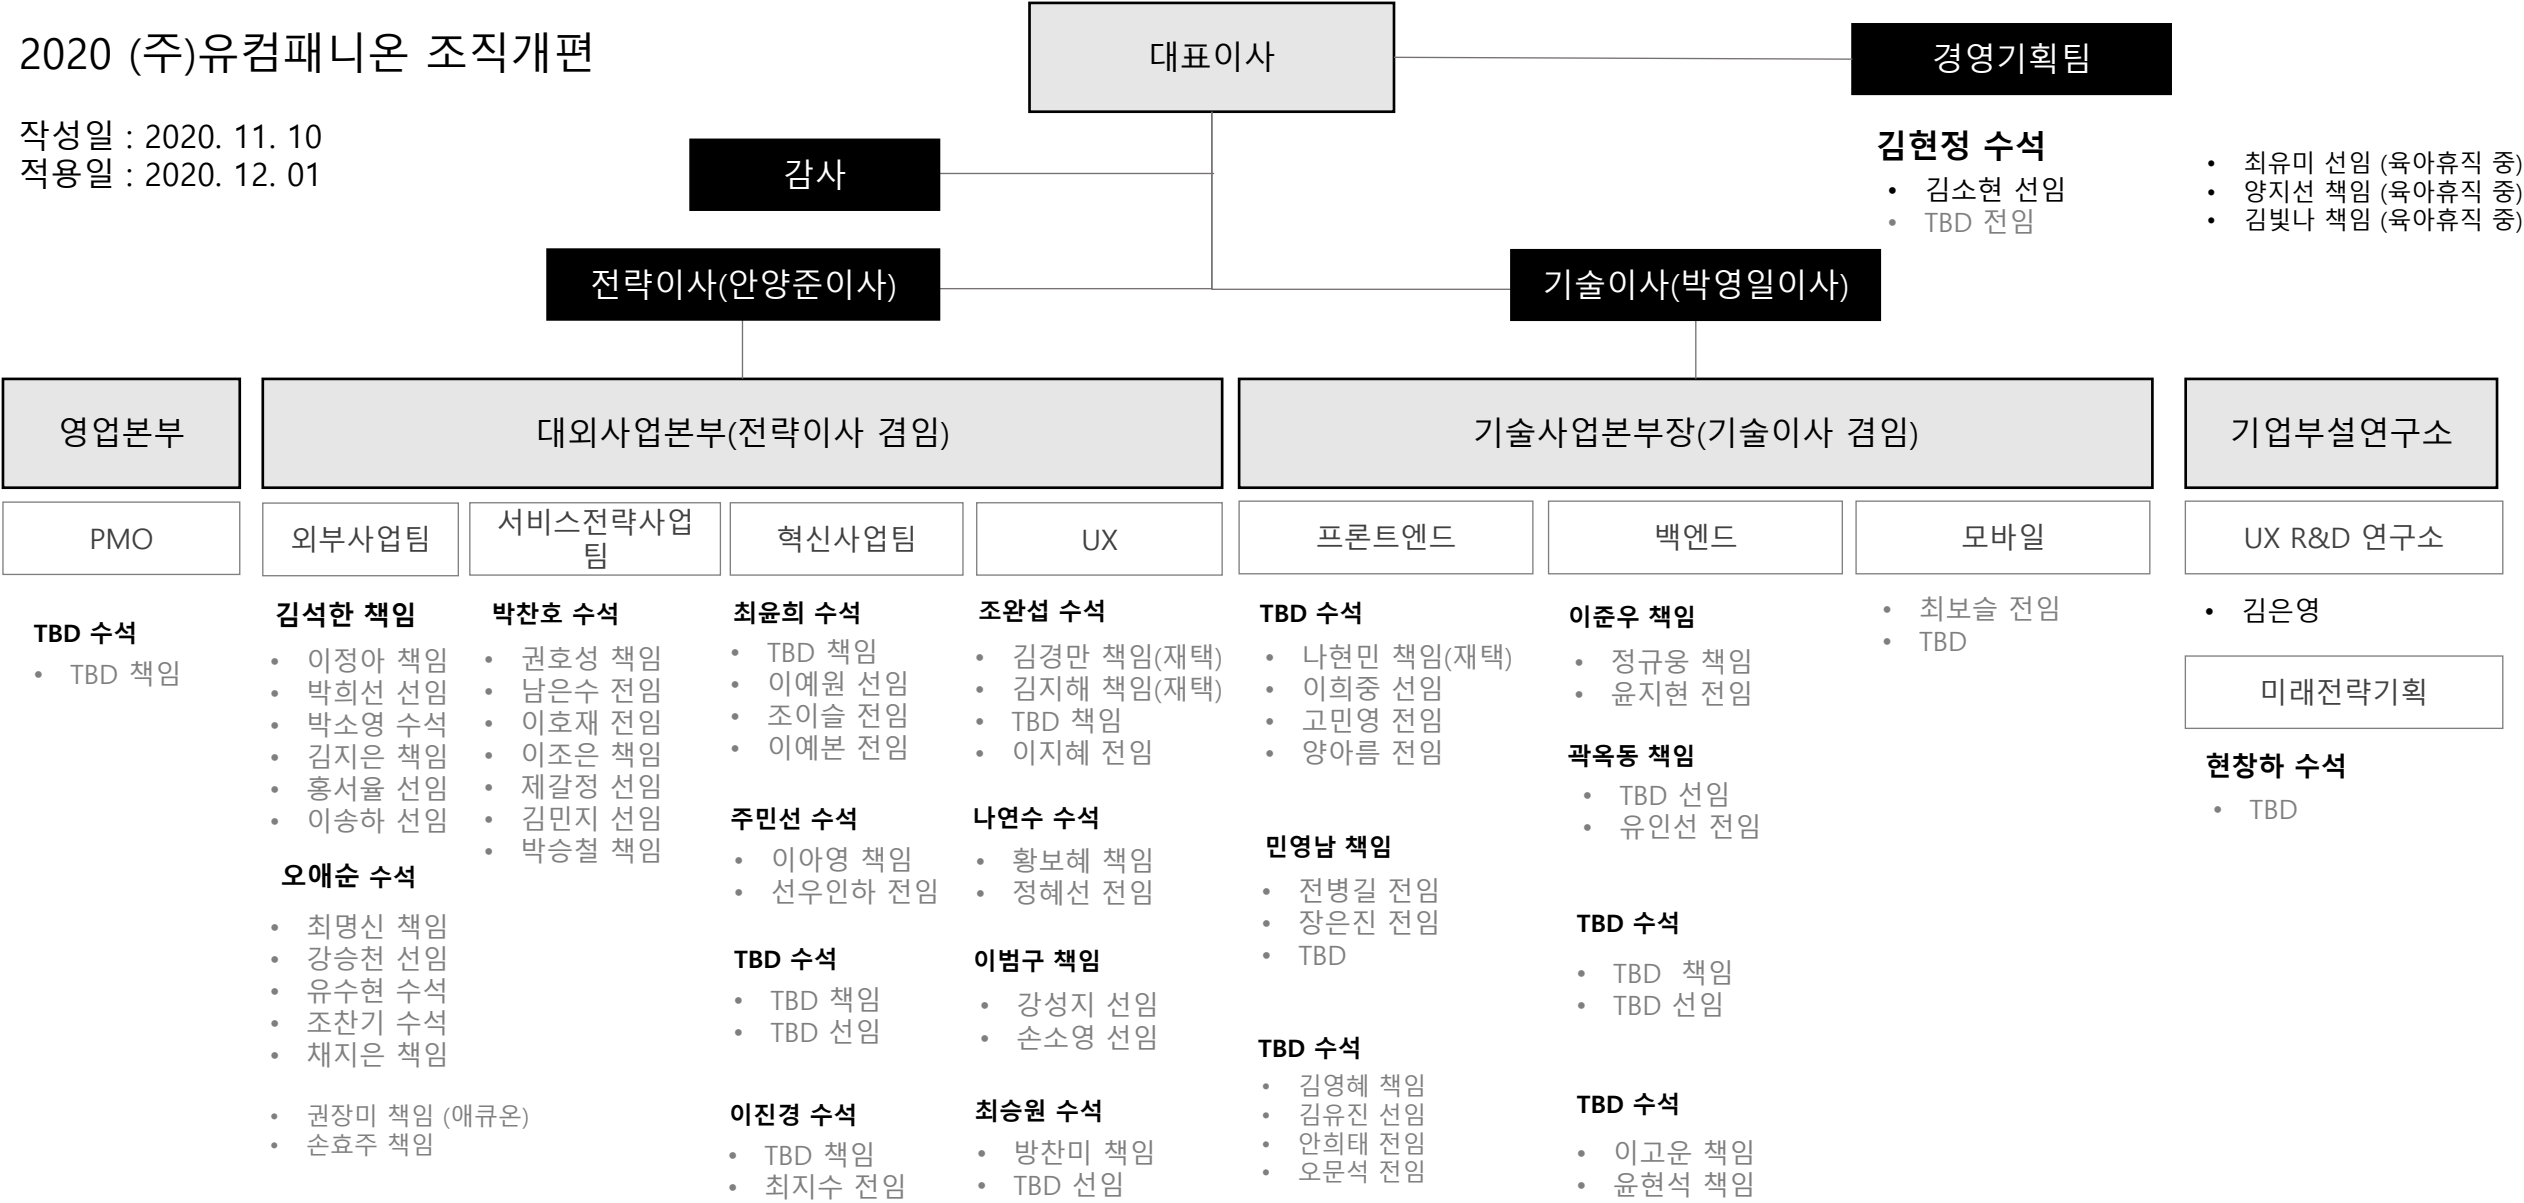 2020 (주)유컴패니온 조직개편
작성일 : 2020. 11. 10
적용일 : 2020. 12. 01
대표이사
경영기획팀
김현정 수석
• 김소현 선임
• TBD 전임
• 최유미 선임 (육아휴직 중)
• 양지선 책임 (육아휴직 중)
• 김빛나 책임 (육아휴직 중)
감사
전략이사(안양준이사)
기술이사(박영일이사)
영업본부
대외사업본부(전략이사 겸임)
기술사업본부장(기술이사 겸임)
기업부설연구소
PMO
TBD 수석
• TBD 책임
외부사업팀
김석한 책임
• 이정아 책임
• 박희선 선임
• 박소영 수석
• 김지은 책임
• 홍서율 선임
• 이송하 선임
오애순 수석
• 최명신 책임
• 강승천 선임
• 유수현 수석
• 조찬기 수석
• 채지은 책임
• 권장미 책임 (애큐온)
• 손효주 책임
서비스전략사업
팀
박찬호 수석
• 권호성 책임
• 남은수 전임
• 이호재 전임
• 이조은 책임
• 제갈정 선임
• 김민지 선임
• 박승철 책임
혁신사업팀
최윤희 수석
• TBD 책임
• 이예원 선임
• 조이슬 전임
• 이예본 전임
주민선 수석
• 이아영 책임
• 선우인하 전임
TBD 수석
• TBD 책임
• TBD 선임
이진경 수석
• TBD 책임
• 최지수 전임
UX
조완섭 수석
• 김경만 책임(재택)
• 김지해 책임(재택)
• TBD 책임
• 이지혜 전임
나연수 수석
• 황보혜 책임
• 정혜선 전임
이범구 책임
• 강성지 선임
• 손소영 선임
최승원 수석
• 방찬미 책임
• TBD 선임
프론트엔드
TBD 수석
• 나현민 책임(재택)
• 이희중 선임
• 고민영 전임
• 양아름 전임
민영남 책임
• 전병길 전임
• 장은진 전임
• TBD
TBD 수석
• 김영혜 책임
• 김유진 선임
• 안희태 전임
• 오문석 전임
백엔드
이준우 책임
• 정규웅 책임
• 윤지현 전임
곽옥동 책임
• TBD 선임
• 유인선 전임
TBD 수석
• TBD 책임
• TBD 선임
TBD 수석
• 이고운 책임
• 윤현석 책임
모바일
• 최보슬 전임
• TBD
UX R&D 연구소
• 김은영
미래전략기획
현창하 수석
• TBD